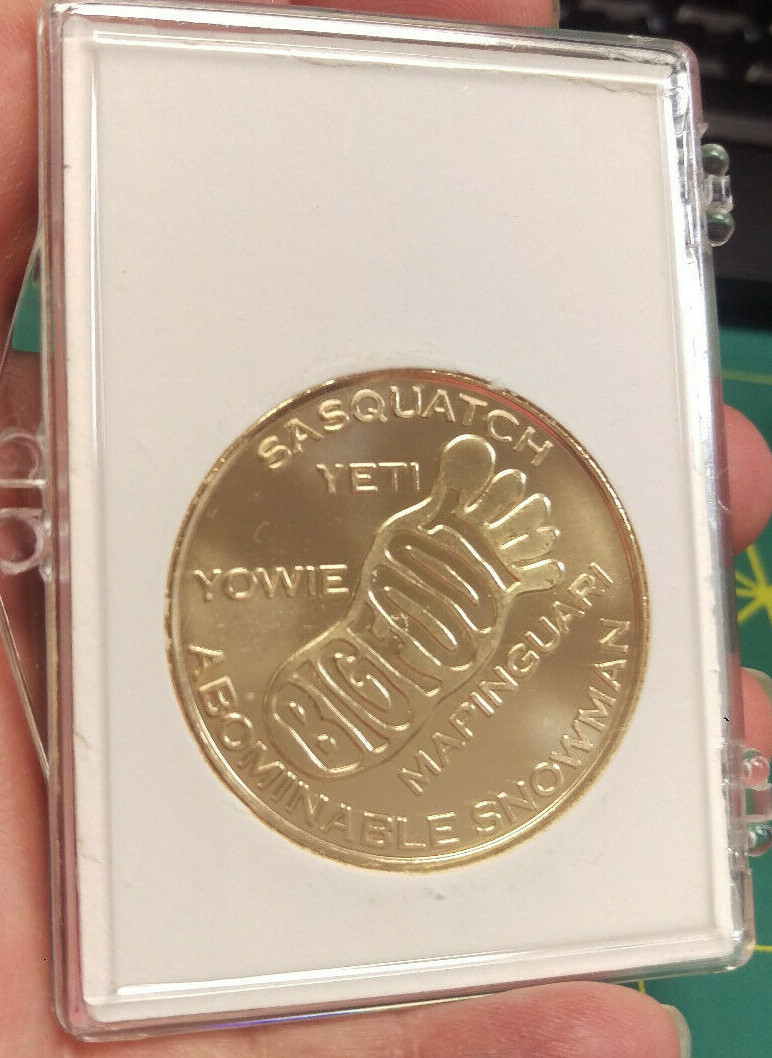 SASQUATCH
YETI
YOWIE
BIGFOOT
MAPINGUARI
ABOMINABLE SNOWMAN